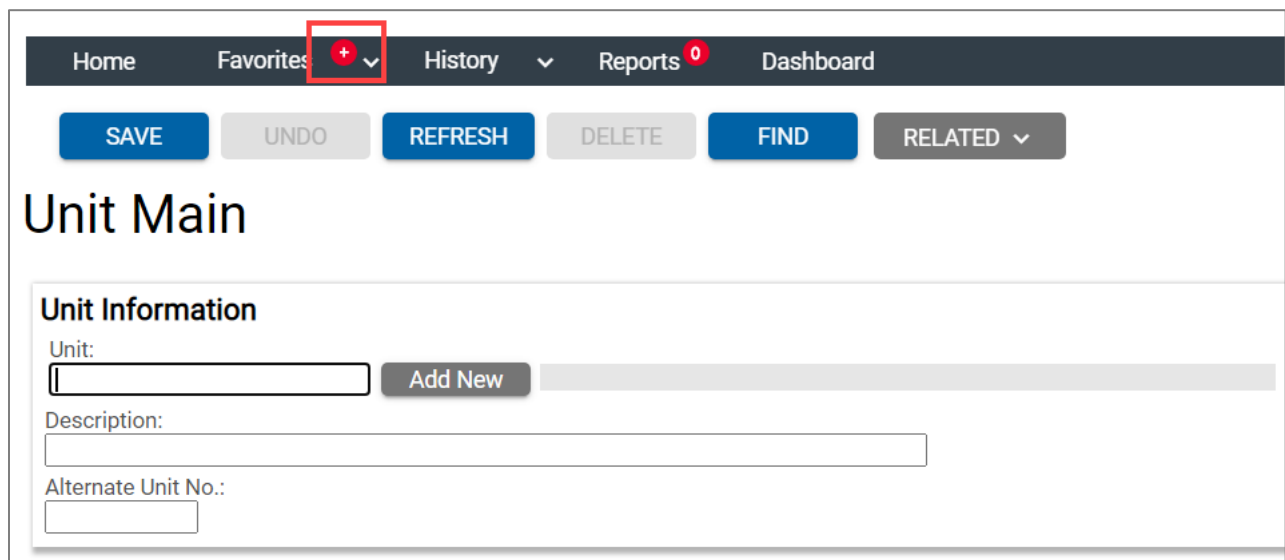 Home Favorites + History Reports 0 Dashboard
SAVE UNDO REFRESH DELETE FIND RELATED
Unit Main
Unit Information
Unit:
Add New
Description:
Alternate Unit No.: